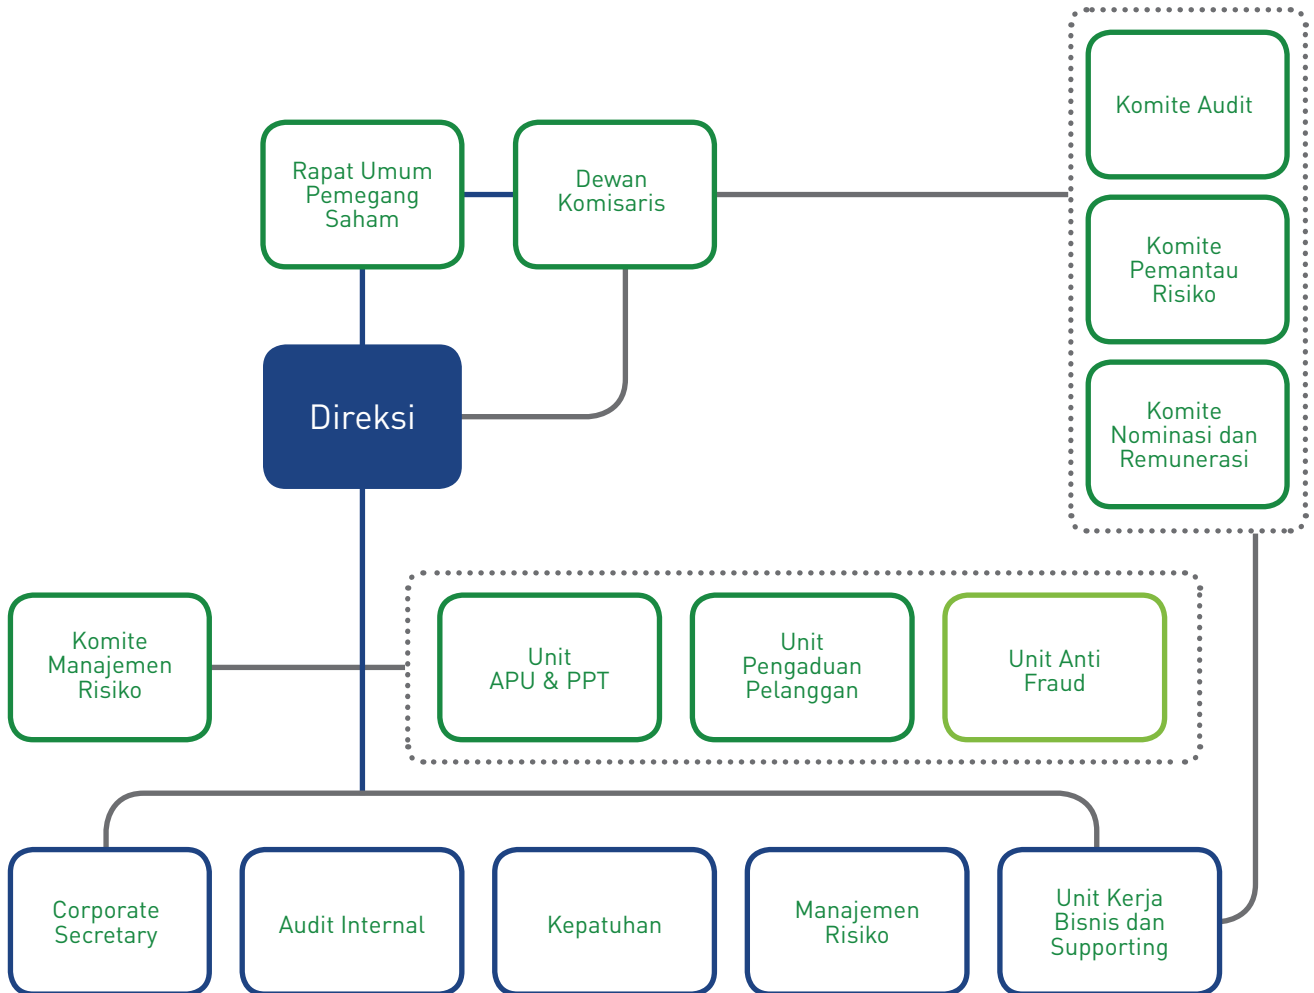 Komite Audit
Rapat Umum
Pemegang
Saham
Dewan
Komisaris
Komite
Pemantau
Risiko
Direksi
Komite
Nominasi dan
Remunerasi
Komite
Manajemen
Risiko
Unit
APU & PPT
Unit
Pengaduan
Pelanggan
Unit Anti
Fraud
Corporate
Secretary
Audit Internal
Kepatuhan
Manajemen
Risiko
Unit Kerja
Bisnis dan
Supporting